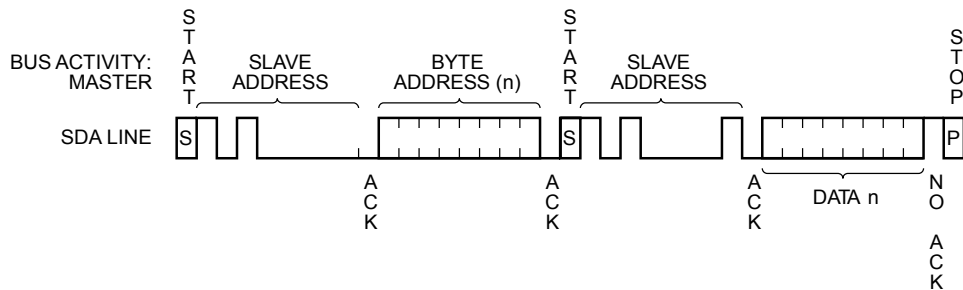 START
START
STOP
BUS ACTIVITY:
MASTER
SLAVE
ADDRESS
BYTE
ADDRESS (n)
SLAVE
ADDRESS
SDA LINE
S
S
P
ACK
ACK
ACK
DATA n
NO ACK